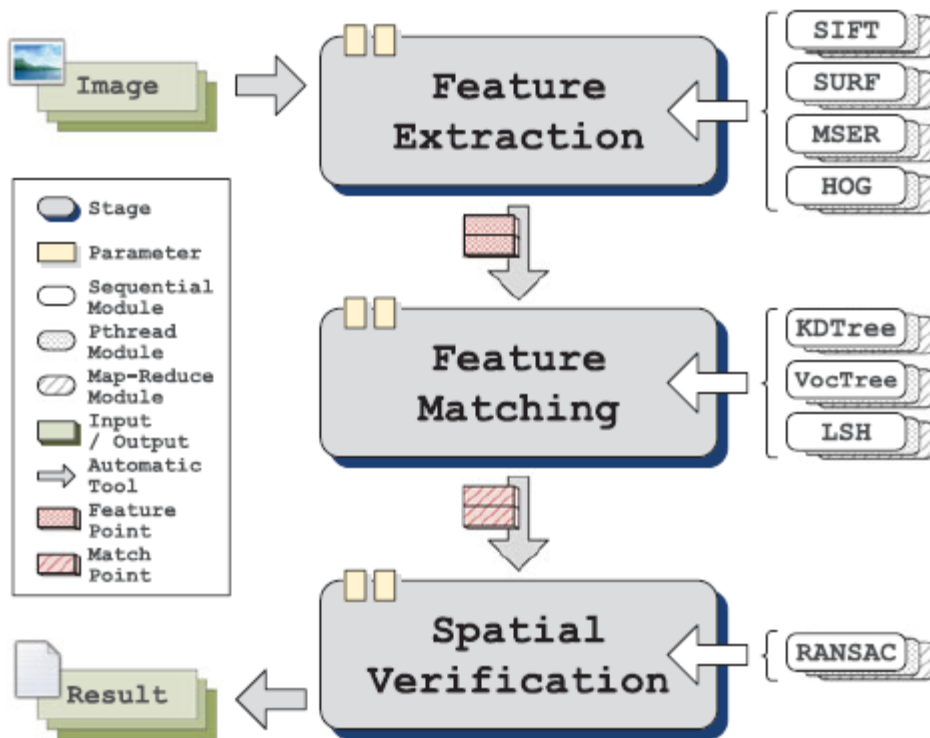 Image
Feature
Extraction
SIFT
SURF
MSER
HOG
Stage
Parameter
Sequential
Module
Pthread
Module
Map-Reduce
Module
Input
/ Output
Automatic
Tool
Feature
Point
Match
Point
Feature
Matching
KDTree
VocTree
LSH
Spatial
Verification
RANSAC
Result